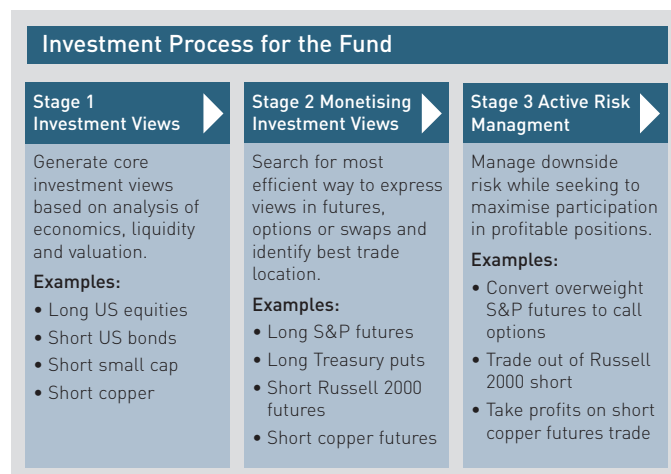 Investment Process for the Fund
Stage 1
Investment Views
Generate core
investment views
based on analysis of
economics, liquidity
and valuation.
Examples:
• Long US equities
• Short US bonds
• Short small cap
• Short copper
Stage 2 Monetising
Investment Views
Search for most
efficient way to express
views in futures,
options or swaps and
identify best trade
location.
Examples:
• Long S&P futures
• Long Treasury puts
• Short Russell 2000
futures
• Short copper futures
Stage 3 Active Risk
Managment
Manage downside
risk while seeking to
maximise participation
in profitable positions.
Examples:
• Convert overweight
S&P futures to call
options
• Trade out of Russell
2000 short
• Take profits on short
copper futures trade